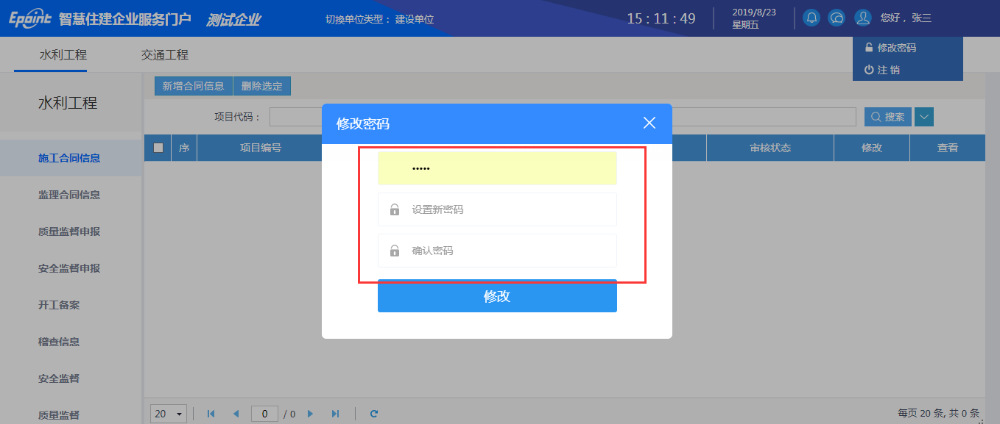 Epoint 智慧住建企业服务门户 测试企业 切换单位类型： 建设单位 15 : 11 : 49 2019/8/23 星期五 您好 ，张三
修改密码
注 销
水利工程 交通工程
水利工程
施工合同信息
监理合同信息
质量监督申报
安全监督申报
开工备案
稽查信息
安全监督
质量监督
新增合同信息 删除选定
项目代码： 搜索
序 项目编号 审核状态 修改 查看
修改密码
•••••
设置新密码
确认密码
修改
20 0 / 0 每页 20 条, 共 0 条